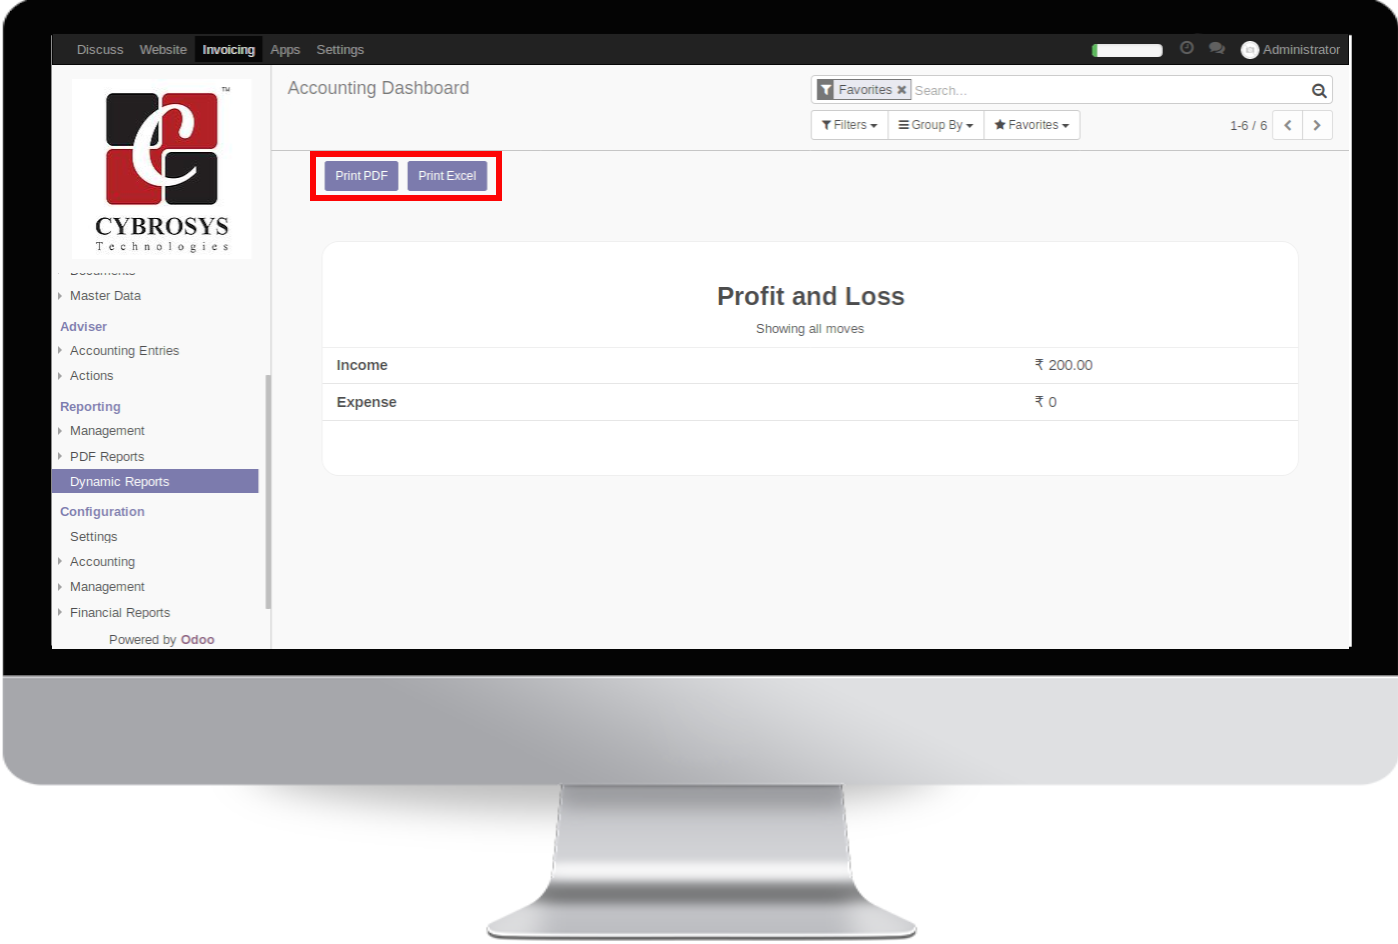 Discuss Website Invoicing Apps Settings Administrator
TM
CYBROSYS
Technologies
Documents
Master Data
Adviser
Accounting Entries
Actions
Reporting
Management
PDF Reports
Dynamic Reports
Configuration
Settings
Accounting
Management
Financial Reports
Powered by Odoo
Accounting Dashboard
Favorites ✖ Search...
Filters Group By Favorites 1-6 / 6
Print PDF Print Excel
Profit and Loss
Showing all moves
Income ₹ 200.00
Expense ₹ 0